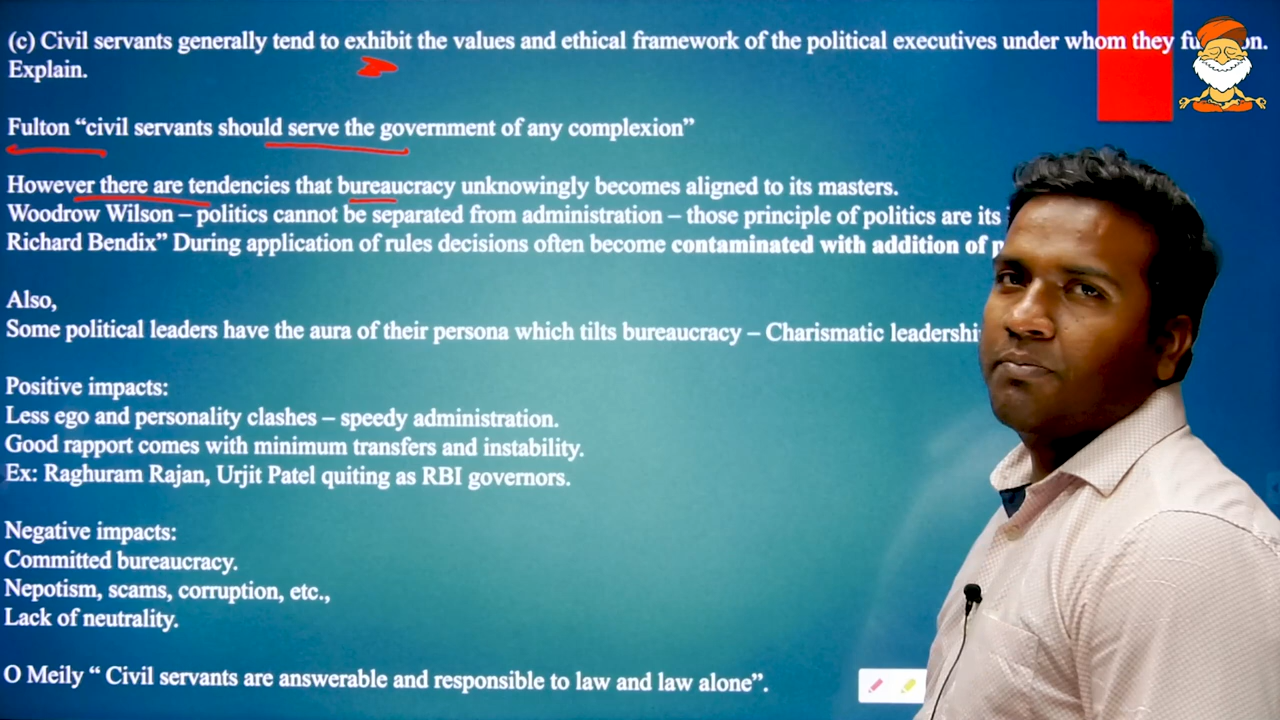 (c) Civil servants generally tend to exhibit the values and ethical framework of the political executives under whom they
Explain.
Fulton “civil servants should serve the government of any complexion”
However there are tendencies that bureaucracy unknowingly becomes aligned to its masters.
Woodrow Wilson – politics cannot be separated from administration – those principle of politics are its
Richard Bendix” During application of rules decisions often become contaminated with addition of
Also,
Some political leaders have the aura of their persona which tilts bureaucracy – Charismatic
Positive impacts:
Less ego and personality clashes – speedy administration.
Good rapport comes with minimum transfers and instability.
Ex: Raghuram Rajan, Urjit Patel quiting as RBI governors.
Negative impacts:
Committed bureaucracy.
Nepotism, scams, corruption, etc.,
Lack of neutrality.
O Meily “ Civil servants are answerable and responsible to law and law alone”.